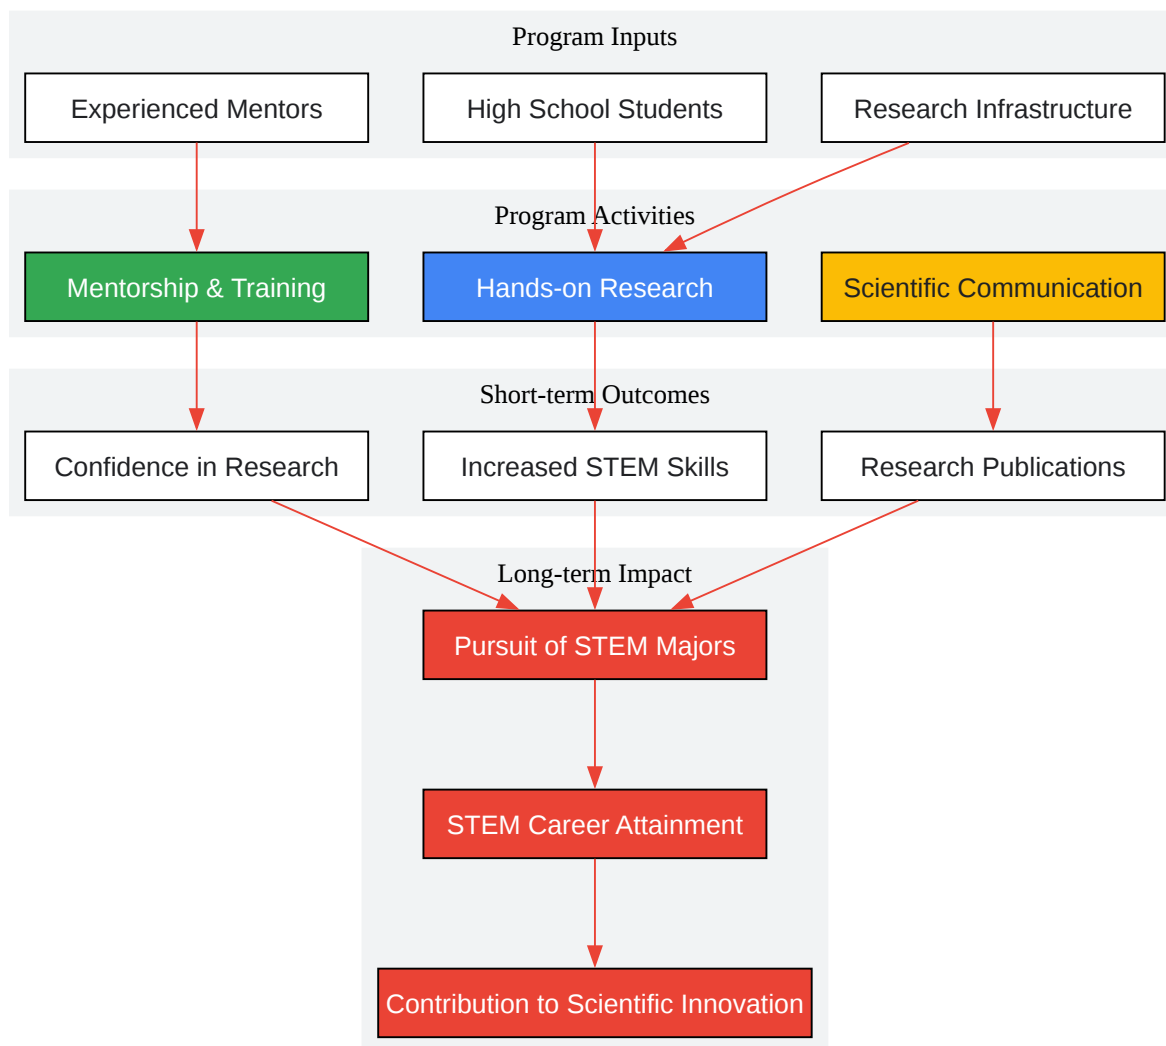 Program Inputs
Experienced Mentors
High School Students
Research Infrastructure
Program Activities
Mentorship & Training
Hands-on Research
Scientific Communication
Short-term Outcomes
Confidence in Research
Increased STEM Skills
Research Publications
Long-term Impact
Pursuit of STEM Majors
STEM Career Attainment
Contribution to Scientific Innovation